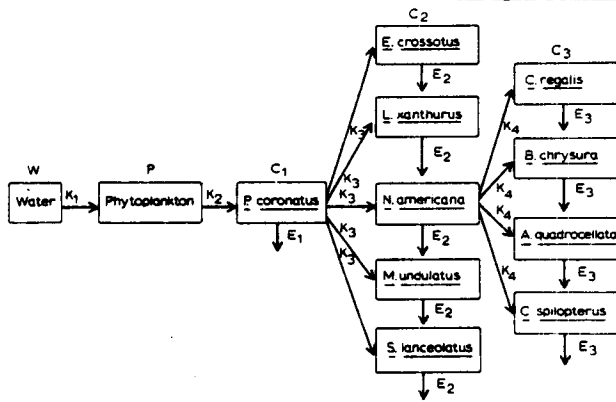 C2
E. crossotus
E2
C3
C. regalis
E3
K3
L. xanthurus
E2
K4
B. chrysura
E3
W
P
C1
K3
K4
Water
K1
Phytoplankton
K2
P. coronatus
K3
N. americana
K4
A. quadrocellata
E1
K3
E2
K4
E3
K3
M. undulatus
C. spilopterus
E2
E3
S. lanceolatus
E2